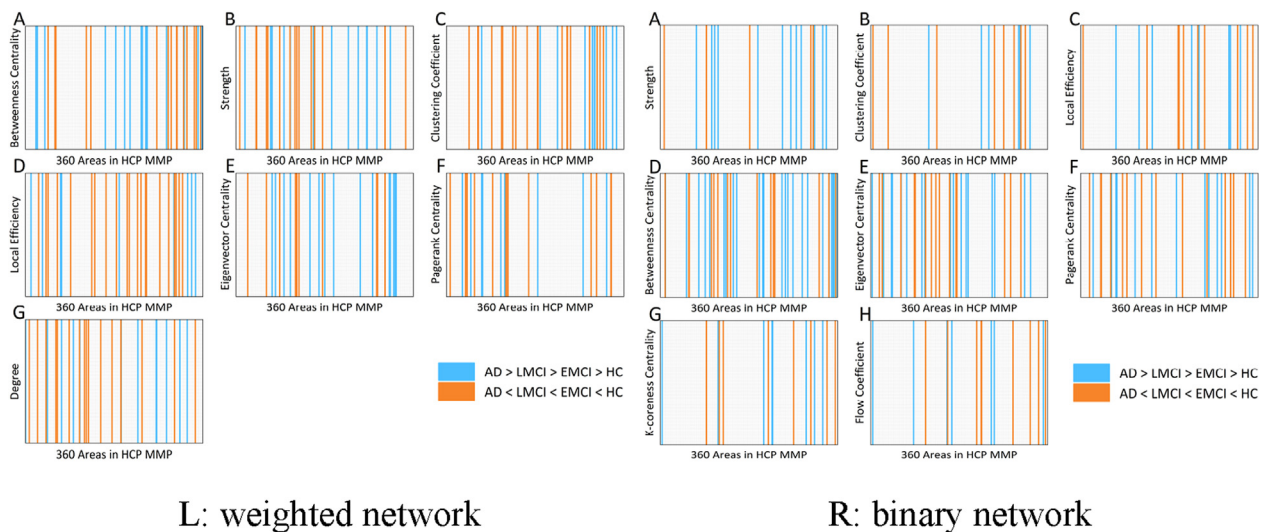 A
Betweenness Centrality
360 Areas in HCP MMP
B
Strength
360 Areas in HCP MMP
C
Clustering Coefficient
360 Areas in HCP MMP
D
Local Efficiency
360 Areas in HCP MMP
E
Eigenvector Centrality
360 Areas in HCP MMP
F
Pagerank Centrality
360 Areas in HCP MMP
G
Degree
360 Areas in HCP MMP
AD > LMCI > EMCI > HC
AD < LMCI < EMCI < HC
L: weighted network
A
Strength
360 Areas in HCP MMP
B
Clustering Coefficient
360 Areas in HCP MMP
C
Local Efficiency
360 Areas in HCP MMP
D
Betweenness Centrality
360 Areas in HCP MMP
E
Eigenvector Centrality
360 Areas in HCP MMP
F
Pagerank Centrality
360 Areas in HCP MMP
G
K-coreness Centrality
360 Areas in HCP MMP
H
Flow Coefficient
360 Areas in HCP MMP
AD > LMCI > EMCI > HC
AD < LMCI < EMCI < HC
R: binary network